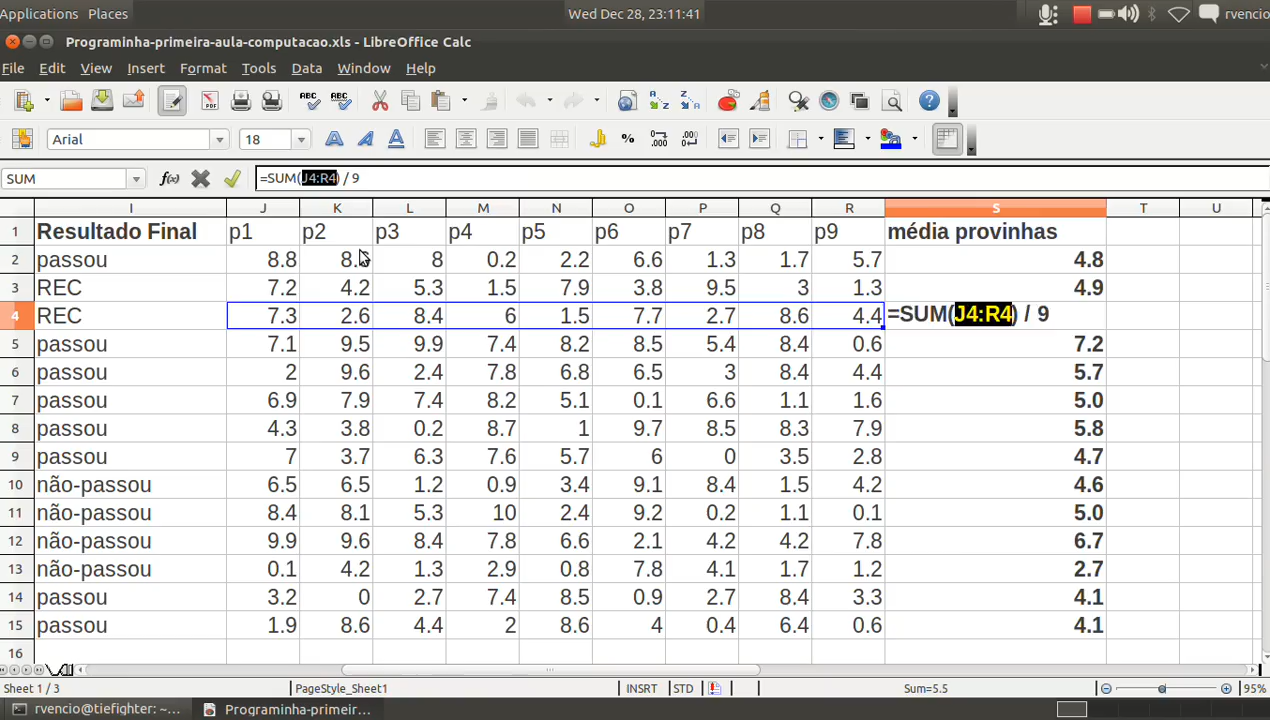 Applications Places Wed Dec 28, 23:11:41 rvencio
Programinha-primeira-aula-computacao.xls - LibreOffice Calc
File Edit View Insert Format Tools Data Window Help
Arial 18
SUM =SUM(J4:R4) / 9
I J K L M N O P Q R S T U
1 Resultado Final p1 p2 p3 p4 p5 p6 p7 p8 p9 média provinhas
2 passou 8.8 8. 8 0.2 2.2 6.6 1.3 1.7 5.7 4.8
3 REC 7.2 4.2 5.3 1.5 7.9 3.8 9.5 3 1.3 4.9
4 REC 7.3 2.6 8.4 6 1.5 7.7 2.7 8.6 4.4 =SUM(J4:R4) / 9
5 passou 7.1 9.5 9.9 7.4 8.2 8.5 5.4 8.4 0.6 7.2
6 passou 2 9.6 2.4 7.8 6.8 6.5 3 8.4 4.4 5.7
7 passou 6.9 7.9 7.4 8.2 5.1 0.1 6.6 1.1 1.6 5.0
8 passou 4.3 3.8 0.2 8.7 1 9.7 8.5 8.3 7.9 5.8
9 passou 7 3.7 6.3 7.6 5.7 6 0 3.5 2.8 4.7
10 não-passou 6.5 6.5 1.2 0.9 3.4 9.1 8.4 1.5 4.2 4.6
11 não-passou 8.4 8.1 5.3 10 2.4 9.2 0.2 1.1 0.1 5.0
12 não-passou 9.9 9.6 8.4 7.8 6.6 2.1 4.2 4.2 7.8 6.7
13 não-passou 0.1 4.2 1.3 2.9 0.8 7.8 4.1 1.7 1.2 2.7
14 passou 3.2 0 2.7 7.4 8.5 0.9 2.7 8.4 3.3 4.1
15 passou 1.9 8.6 4.4 2 8.6 4 0.4 6.4 0.6 4.1
16
Sheet 1 / 3 PageStyle_Sheet1 INSRT STD Sum=5.5 95%
rvencio@tiefighter: ~... Programinha-primeir...